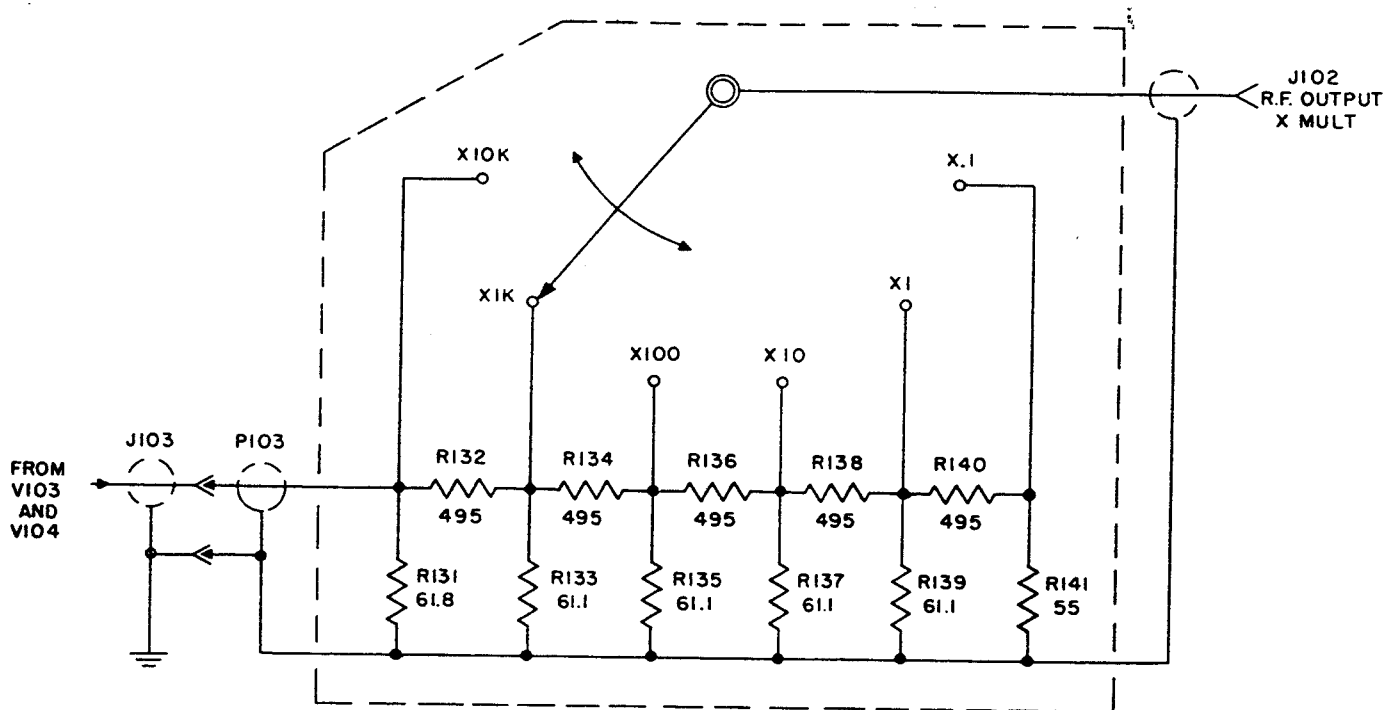 J102
R.F. OUTPUT
X MULT
X10K
X.1
X1K
X1
X100
X10
J103
P103
FROM
V103
AND
V104
R132
495
R134
495
R136
495
R138
495
R140
495
R131
61.8
R133
61.1
R135
61.1
R137
61.1
R139
61.1
R141
55